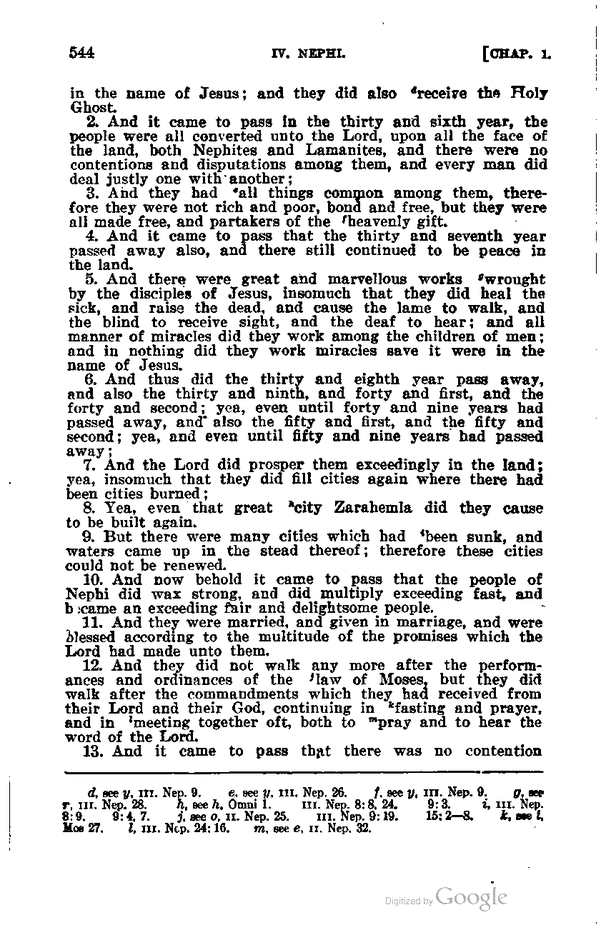 544 IV. NEPHI. [CHAP. 1.
in the name of Jesus; and they did also ᵈreceive the Holy
Ghost.
2. And it came to pass in the thirty and sixth year, the
people were all converted unto the Lord, upon all the face of
the land, both Nephites and Lamanites, and there were no
contentions and disputations among them, and every man did
deal justly one with another;
3. And they had ᵉall things common among them, there-
fore they were not rich and poor, bond and free, but they were
all made free, and partakers of the ᶠheavenly gift.
4. And it came to pass that the thirty and seventh year
passed away also, and there still continued to be peace in
the land.
5. And there were great and marvellous works ᵍwrought
by the disciples of Jesus, insomuch that they did heal the
sick, and raise the dead, and cause the lame to walk, and
the blind to receive sight, and the deaf to hear; and all
manner of miracles did they work among the children of men;
and in nothing did they work miracles save it were in the
name of Jesus.
6. And thus did the thirty and eighth year pass away,
and also the thirty and ninth, and forty and first, and the
forty and second; yea, even until forty and nine years had
passed away, and also the fifty and first, and the fifty and
second; yea, and even until fifty and nine years had passed
away;
7. And the Lord did prosper them exceedingly in the land;
yea, insomuch that they did fill cities again where there had
been cities burned;
8. Yea, even that great ʰcity Zarahemla did they cause
to be built again.
9. But there were many cities which had ⁱbeen sunk, and
waters came up in the stead thereof; therefore these cities
could not be renewed.
10. And now behold it came to pass that the people of
Nephi did wax strong, and did multiply exceeding fast, and
became an exceeding fair and delightsome people.
11. And they were married, and given in marriage, and were
blessed according to the multitude of the promises which the
Lord had made unto them.
12. And they did not walk any more after the perform-
ances and ordinances of the ʲlaw of Moses, but they did
walk after the commandments which they had received from
their Lord and their God, continuing in ᵏfasting and prayer,
and in ˡmeeting together oft, both to ᵐpray and to hear the
word of the Lord.
13. And it came to pass that there was no contention
d, see y, III. Nep. 9. e, see y, III. Nep. 26. f, see y, III. Nep. 9. g, see
r, III. Nep. 28. h, see h, Omni 1. III. Nep. 8:8, 24. 9:3. i, III. Nep.
8:9. 9:4, 7. j, see o, II. Nep. 25. III. Nep. 9:19. 15:2—8. k, see l,
Mos 27. l, III. Nep. 24:16. m, see e, II. Nep. 32.
Digitized by Google